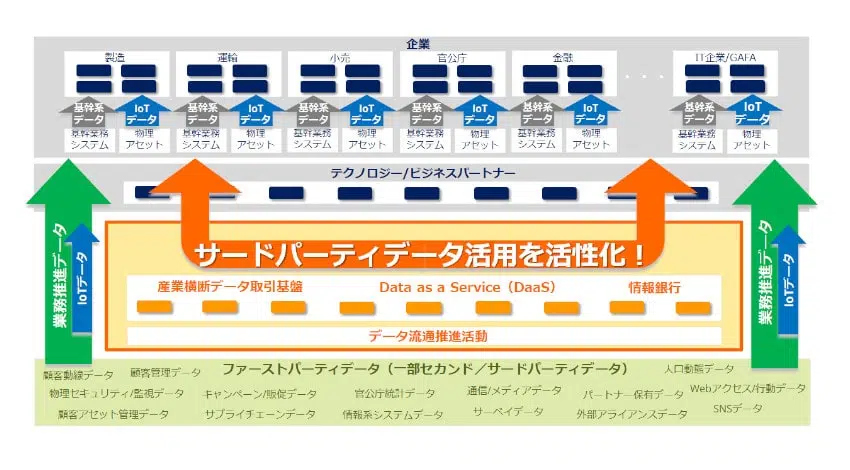 企業
製造
運輸
小売
官公庁
金融
IT企業/GAFA
・・・
基幹系
データ
IoT
データ
基幹系
データ
IoT
データ
基幹系
データ
IoT
データ
基幹系
データ
IoT
データ
基幹系
データ
IoT
データ
基幹系
データ
IoT
データ
基幹業務
システム
物理
アセット
基幹業務
システム
物理
アセット
基幹業務
システム
物理
アセット
基幹業務
システム
物理
アセット
基幹業務
システム
物理
アセット
基幹業務
システム
物理
アセット
テクノロジー/ビジネスパートナー
業務推進データ
IoTデータ
サードパーティデータ活用を活性化！
業務推進データ
IoTデータ
産業横断データ取引基盤
Data as a Service（DaaS）
情報銀行
データ流通推進活動
ファーストパーティデータ（一部セカンド／サードパーティデータ）
顧客動線データ
顧客管理データ
人口動態データ
物理セキュリティ/監視データ
キャンペーン/販促データ
官公庁統計データ
通信/メディアデータ
パートナー保有データ
Webアクセス/行動データ
顧客アセット管理データ
サプライチェーンデータ
情報系システムデータ
サーベイデータ
外部アライアンスデータ
SNSデータ